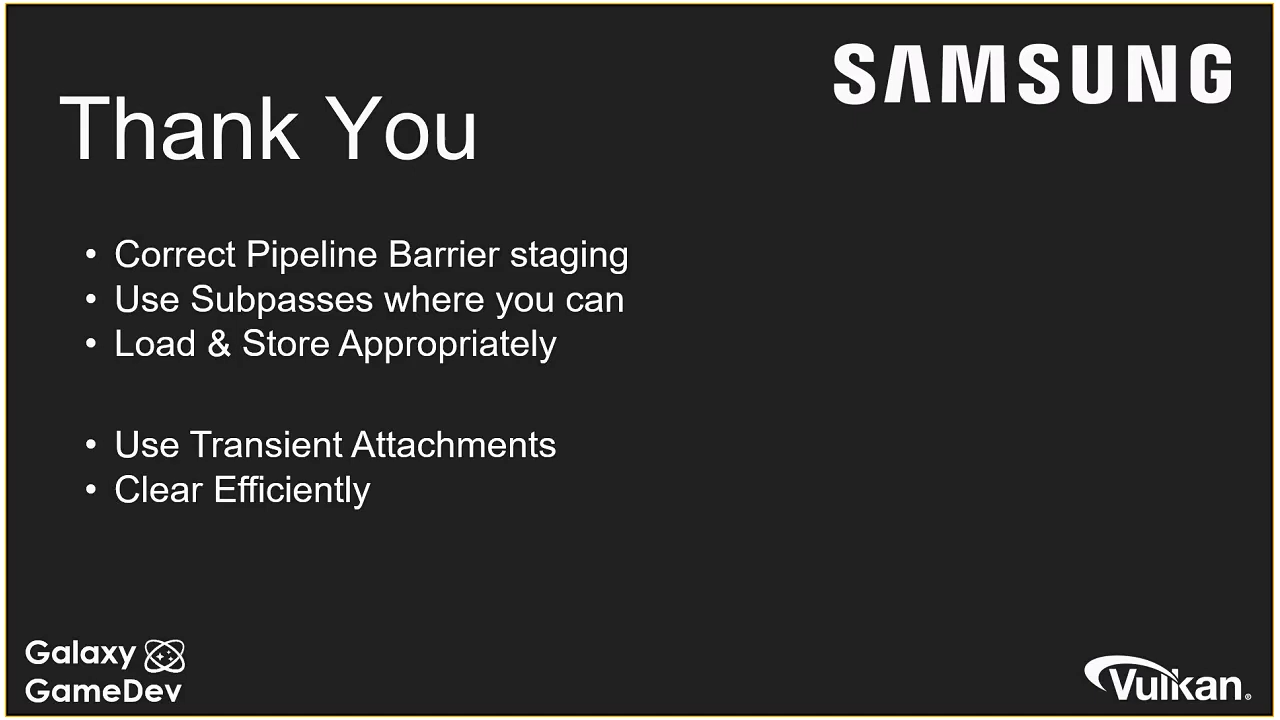 SAMSUNG
Thank You
• Correct Pipeline Barrier staging
• Use Subpasses where you can
• Load & Store Appropriately
• Use Transient Attachments
• Clear Efficiently
Galaxy
GameDev
Vulkan®